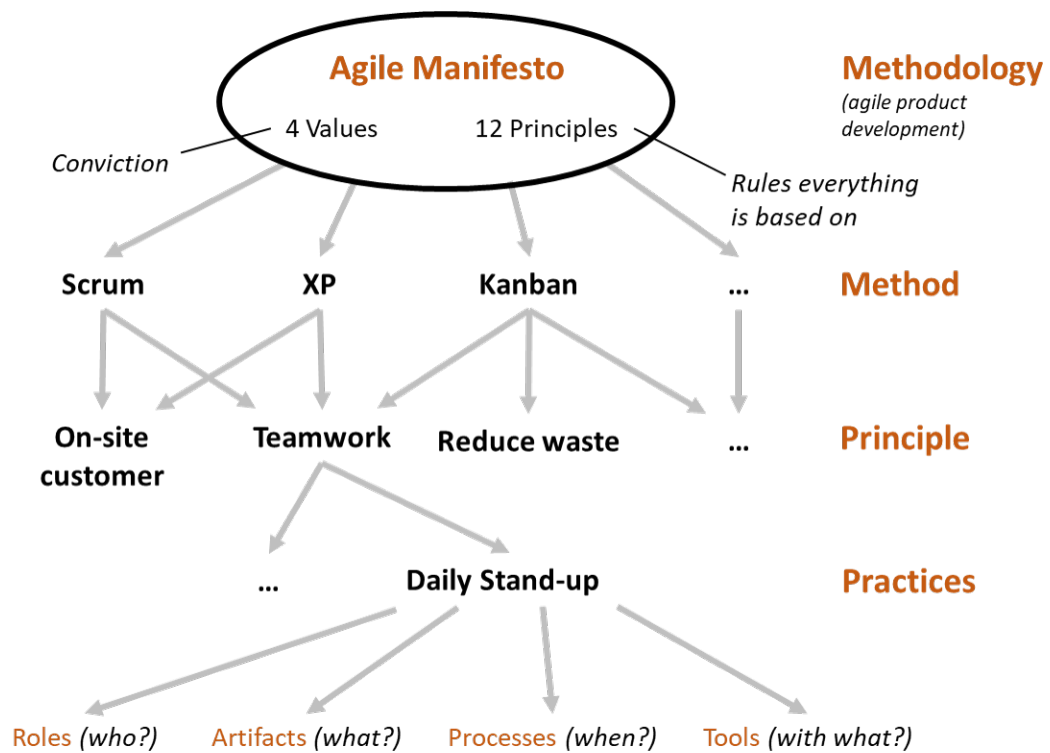 Agile Manifesto
Methodology
(agile product
development)
4 Values
12 Principles
Conviction
Rules everything
is based on
Scrum
XP
Kanban
...
Method
On-site
customer
Teamwork
Reduce waste
...
Principle
...
Daily Stand-up
Practices
Roles (who?)
Artifacts (what?)
Processes (when?)
Tools (with what?)